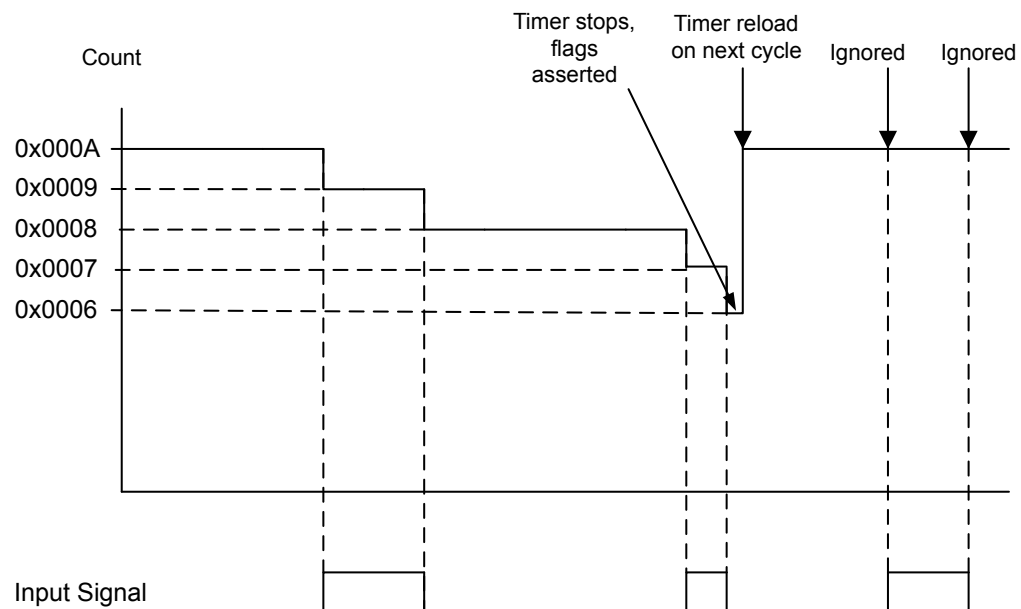 Timer stops,
flags
asserted
Timer reload
on next cycle
Ignored
Ignored
Count
0x000A
0x0009
0x0008
0x0007
0x0006
Input Signal